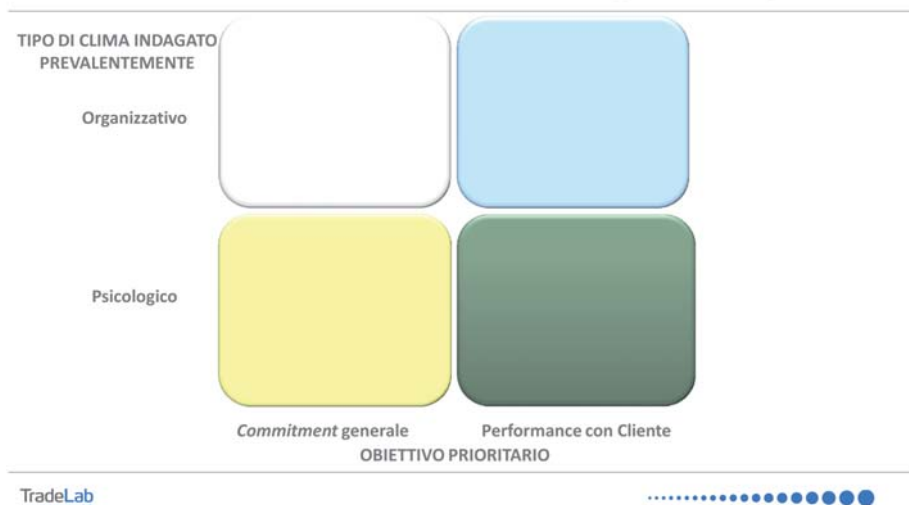 TIPO DI CLIMA INDAGATO
PREVALENTEMENTE
Organizzativo
Psicologico
Commitment generale
Performance con Cliente
OBIETTIVO PRIORITARIO
TradeLab